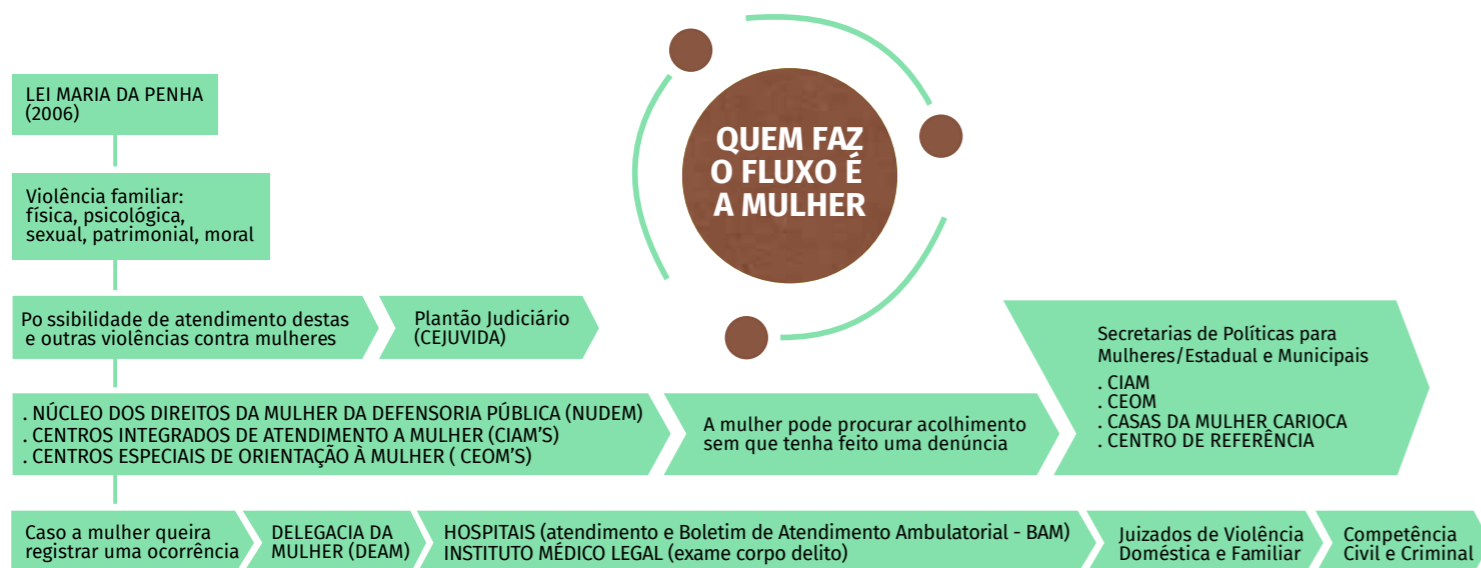 LEI MARIA DA PENHA
(2006)
QUEM FAZ
O FLUXO É
A MULHER
Violência familiar:
física, psicológica,
sexual, patrimonial, moral
Po ssibilidade de atendimento destas
e outras violências contra mulheres
Plantão Judiciário
(CEJUVIDA)
. NÚCLEO DOS DIREITOS DA MULHER DA DEFENSORIA PÚBLICA (NUDEM)
. CENTROS INTEGRADOS DE ATENDIMENTO A MULHER (CIAM'S)
. CENTROS ESPECIAIS DE ORIENTAÇÃO À MULHER ( CEOM'S)
A mulher pode procurar acolhimento
sem que tenha feito uma denúncia
Secretarias de Políticas para
Mulheres/Estadual e Municipais
. CIAM
. CEOM
. CASAS DA MULHER CARIOCA
. CENTRO DE REFERÊNCIA
Caso a mulher queira
registrar uma ocorrência
DELEGACIA DA
MULHER (DEAM)
HOSPITAIS (atendimento e Boletim de Atendimento Ambulatorial - BAM)
INSTITUTO MÉDICO LEGAL (exame corpo delito)
Juizados de Violência
Doméstica e Familiar
Competência
Civil e Criminal